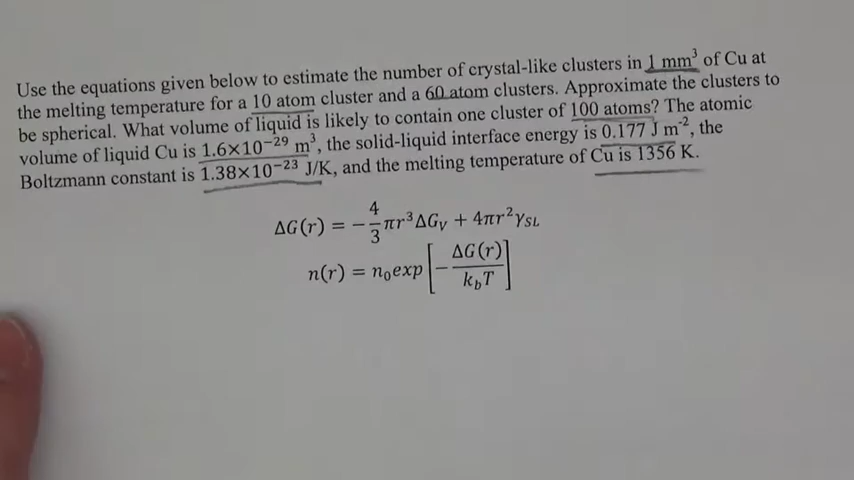 Use the equations given below to estimate the number of crystal-like clusters in 1 mm³ of Cu at
the melting temperature for a 10 atom cluster and a 60 atom clusters. Approximate the clusters to
be spherical. What volume of liquid is likely to contain one cluster of 100 atoms? The atomic
volume of liquid Cu is 1.6×10⁻²⁹ m³, the solid-liquid interface energy is 0.177 J m⁻², the
Boltzmann constant is 1.38×10⁻²³ J/K, and the melting temperature of Cu is 1356 K.
ΔG(r) = −4/3 πr³ΔG_V + 4πr²γ_SL
n(r) = n₀exp[−ΔG(r)/k_bT]